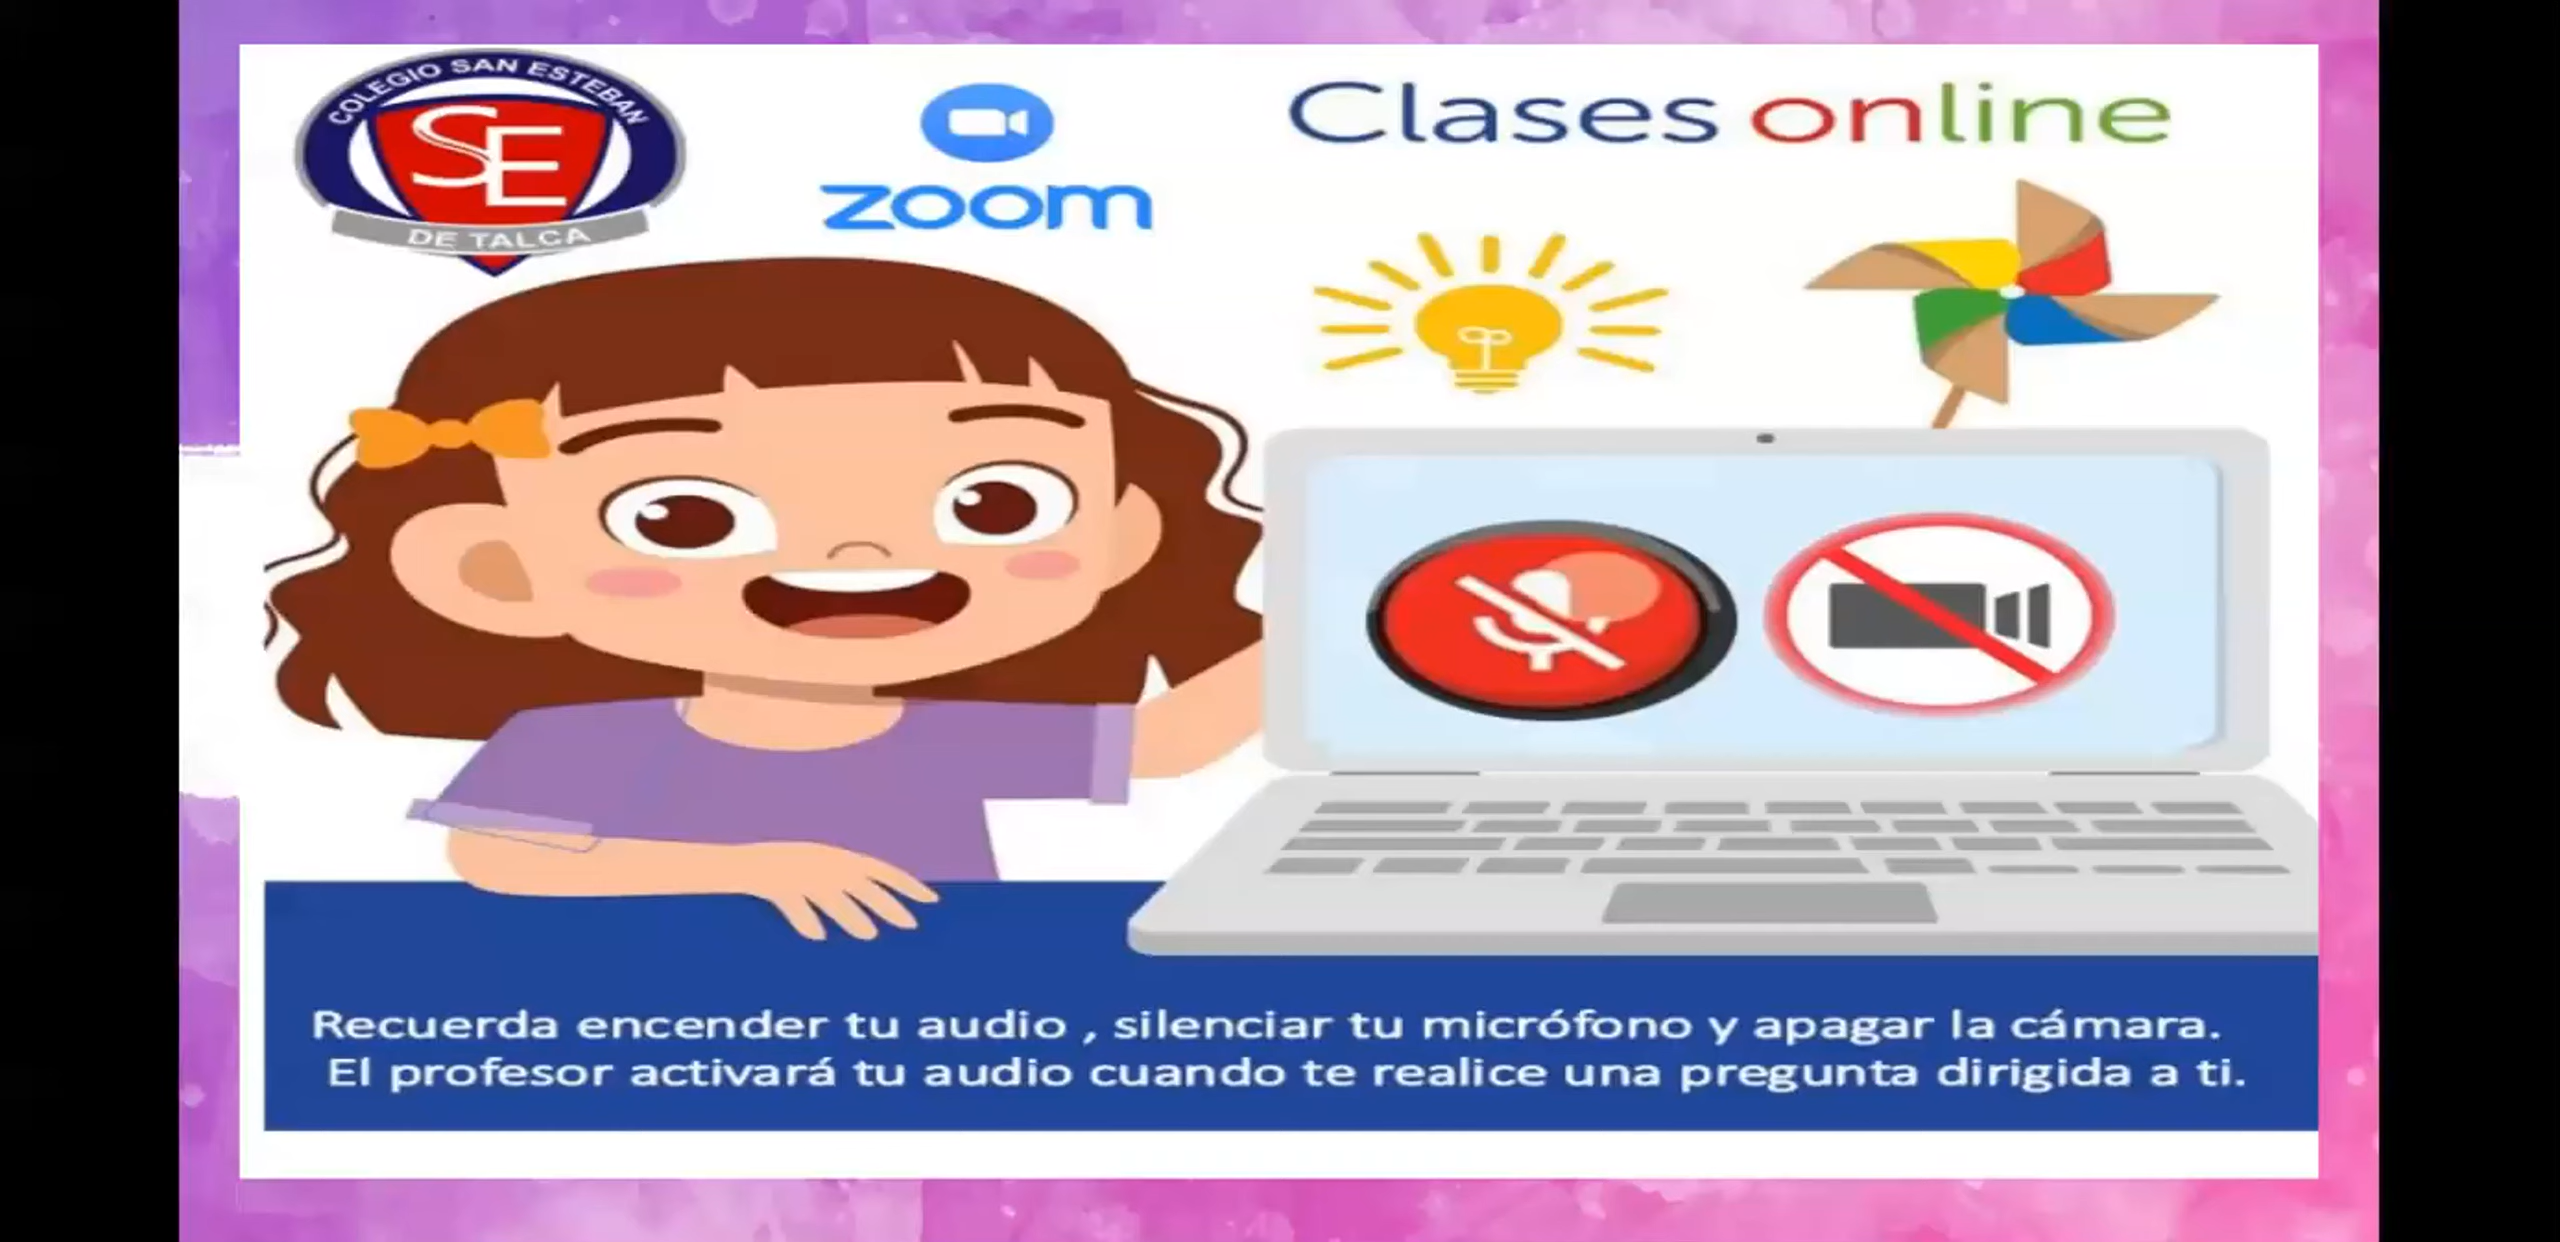 COLEGIO SAN ESTEBAN
SE
DE TALCA
zoom
Clases online
Recuerda encender tu audio , silenciar tu micrófono y apagar la cámara.
El profesor activará tu audio cuando te realice una pregunta dirigida a ti.